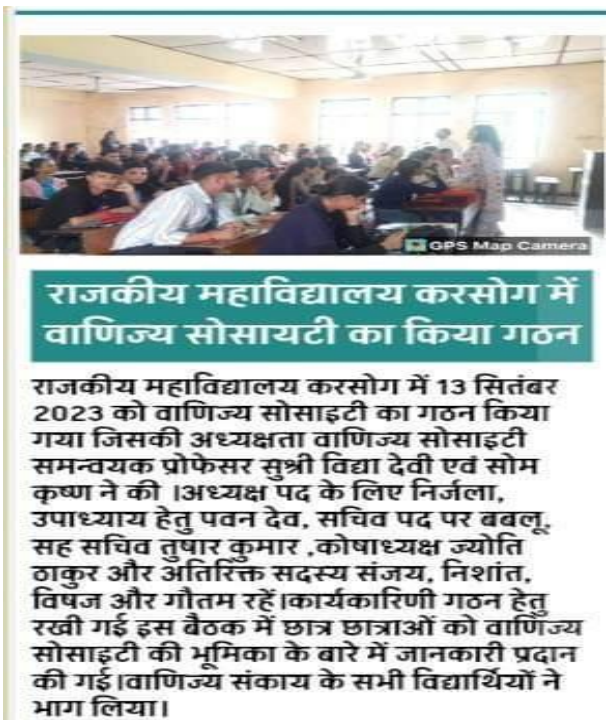 GPS Map Camera
राजकीय महाविद्यालय करसोग में
वाणिज्य सोसायटी का किया गठन
राजकीय महाविद्यालय करसोग में 13 सितंबर
2023 को वाणिज्य सोसाइटी का गठन किया
गया जिसकी अध्यक्षता वाणिज्य सोसाइटी
समन्वयक प्रोफेसर सुश्री विद्या देवी एवं सोम
कृष्ण ने की ।अध्यक्ष पद के लिए निर्जला,
उपाध्याय हेतु पवन देव, सचिव पद पर बबलू,
सह सचिव तुषार कुमार ,कोषाध्यक्ष ज्योति
ठाकुर और अतिरिक्त सदस्य संजय, निशांत,
विषज और गौतम रहें।कार्यकारिणी गठन हेतु
रखी गई इस बैठक में छात्र छात्राओं को वाणिज्य
सोसाइटी की भूमिका के बारे में जानकारी प्रदान
की गई।वाणिज्य संकाय के सभी विद्यार्थियों ने
भाग लिया।